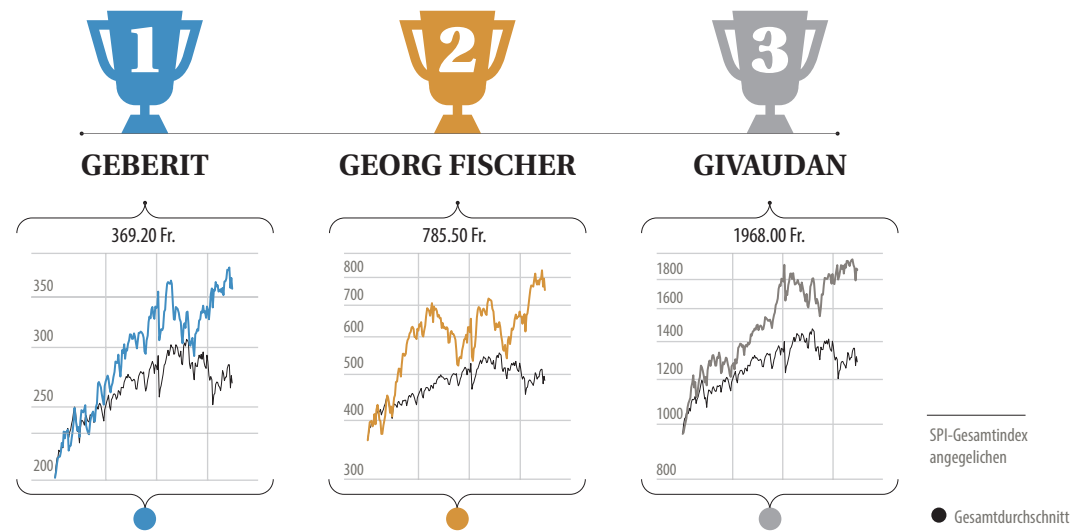 1
2
3
GEBERIT
GEORG FISCHER
GIVAUDAN
369.20 Fr.
785.50 Fr.
1968.00 Fr.
350
300
250
200
800
700
600
500
400
300
1800
1600
1400
1200
1000
800
SPI-Gesamtindex
angegelichen
Gesamtdurchschnitt